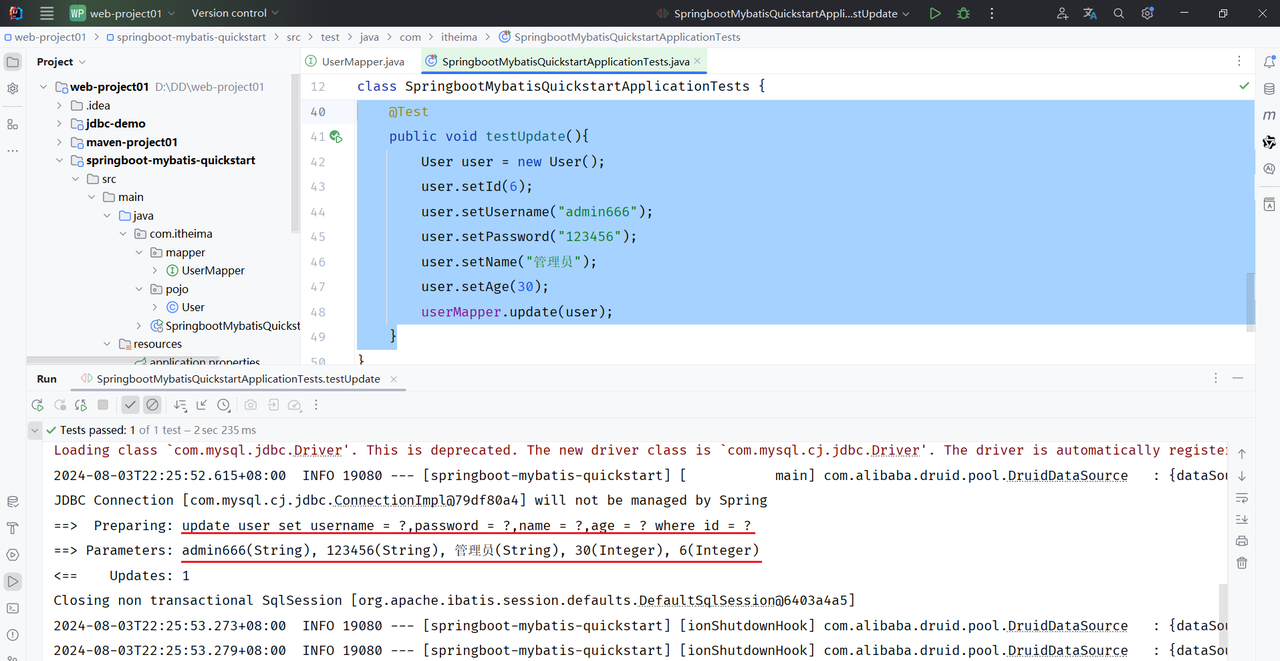 WP web-project01 Version control SpringbootMybatisQuickstartAppli...stUpdate
web-project01 > springboot-mybatis-quickstart > src > test > java > com > itheima > SpringbootMybatisQuickstartApplicationTests
Project
UserMapper.java SpringbootMybatisQuickstartApplicationTests.java
web-project01 D:\DD\web-project01
.idea
jdbc-demo
maven-project01
springboot-mybatis-quickstart
src
main
java
com.itheima
mapper
UserMapper
pojo
User
SpringbootMybatisQuickst
resources
application.properties
12 class SpringbootMybatisQuickstartApplicationTests {
40 @Test
41 public void testUpdate(){
42 User user = new User();
43 user.setId(6);
44 user.setUsername("admin666");
45 user.setPassword("123456");
46 user.setName("管理员");
47 user.setAge(30);
48 userMapper.update(user);
49 }
50 }
Run SpringbootMybatisQuickstartApplicationTests.testUpdate
Tests passed: 1 of 1 test – 2 sec 235 ms
Loading class `com.mysql.jdbc.Driver'. This is deprecated. The new driver class is `com.mysql.cj.jdbc.Driver'. The driver is automatically register
2024-08-03T22:25:52.615+08:00 INFO 19080 --- [springboot-mybatis-quickstart] [ main] com.alibaba.druid.pool.DruidDataSource : {dataSou
JDBC Connection [com.mysql.cj.jdbc.ConnectionImpl@79df80a4] will not be managed by Spring
==> Preparing: update user set username = ?,password = ?,name = ?,age = ? where id = ?
==> Parameters: admin666(String), 123456(String), 管理员(String), 30(Integer), 6(Integer)
<== Updates: 1
Closing non transactional SqlSession [org.apache.ibatis.session.defaults.DefaultSqlSession@6403a4a5]
2024-08-03T22:25:53.273+08:00 INFO 19080 --- [springboot-mybatis-quickstart] [ionShutdownHook] com.alibaba.druid.pool.DruidDataSource : {dataSou
2024-08-03T22:25:53.279+08:00 INFO 19080 --- [springboot-mybatis-quickstart] [ionShutdownHook] com.alibaba.druid.pool.DruidDataSource : {dataSou